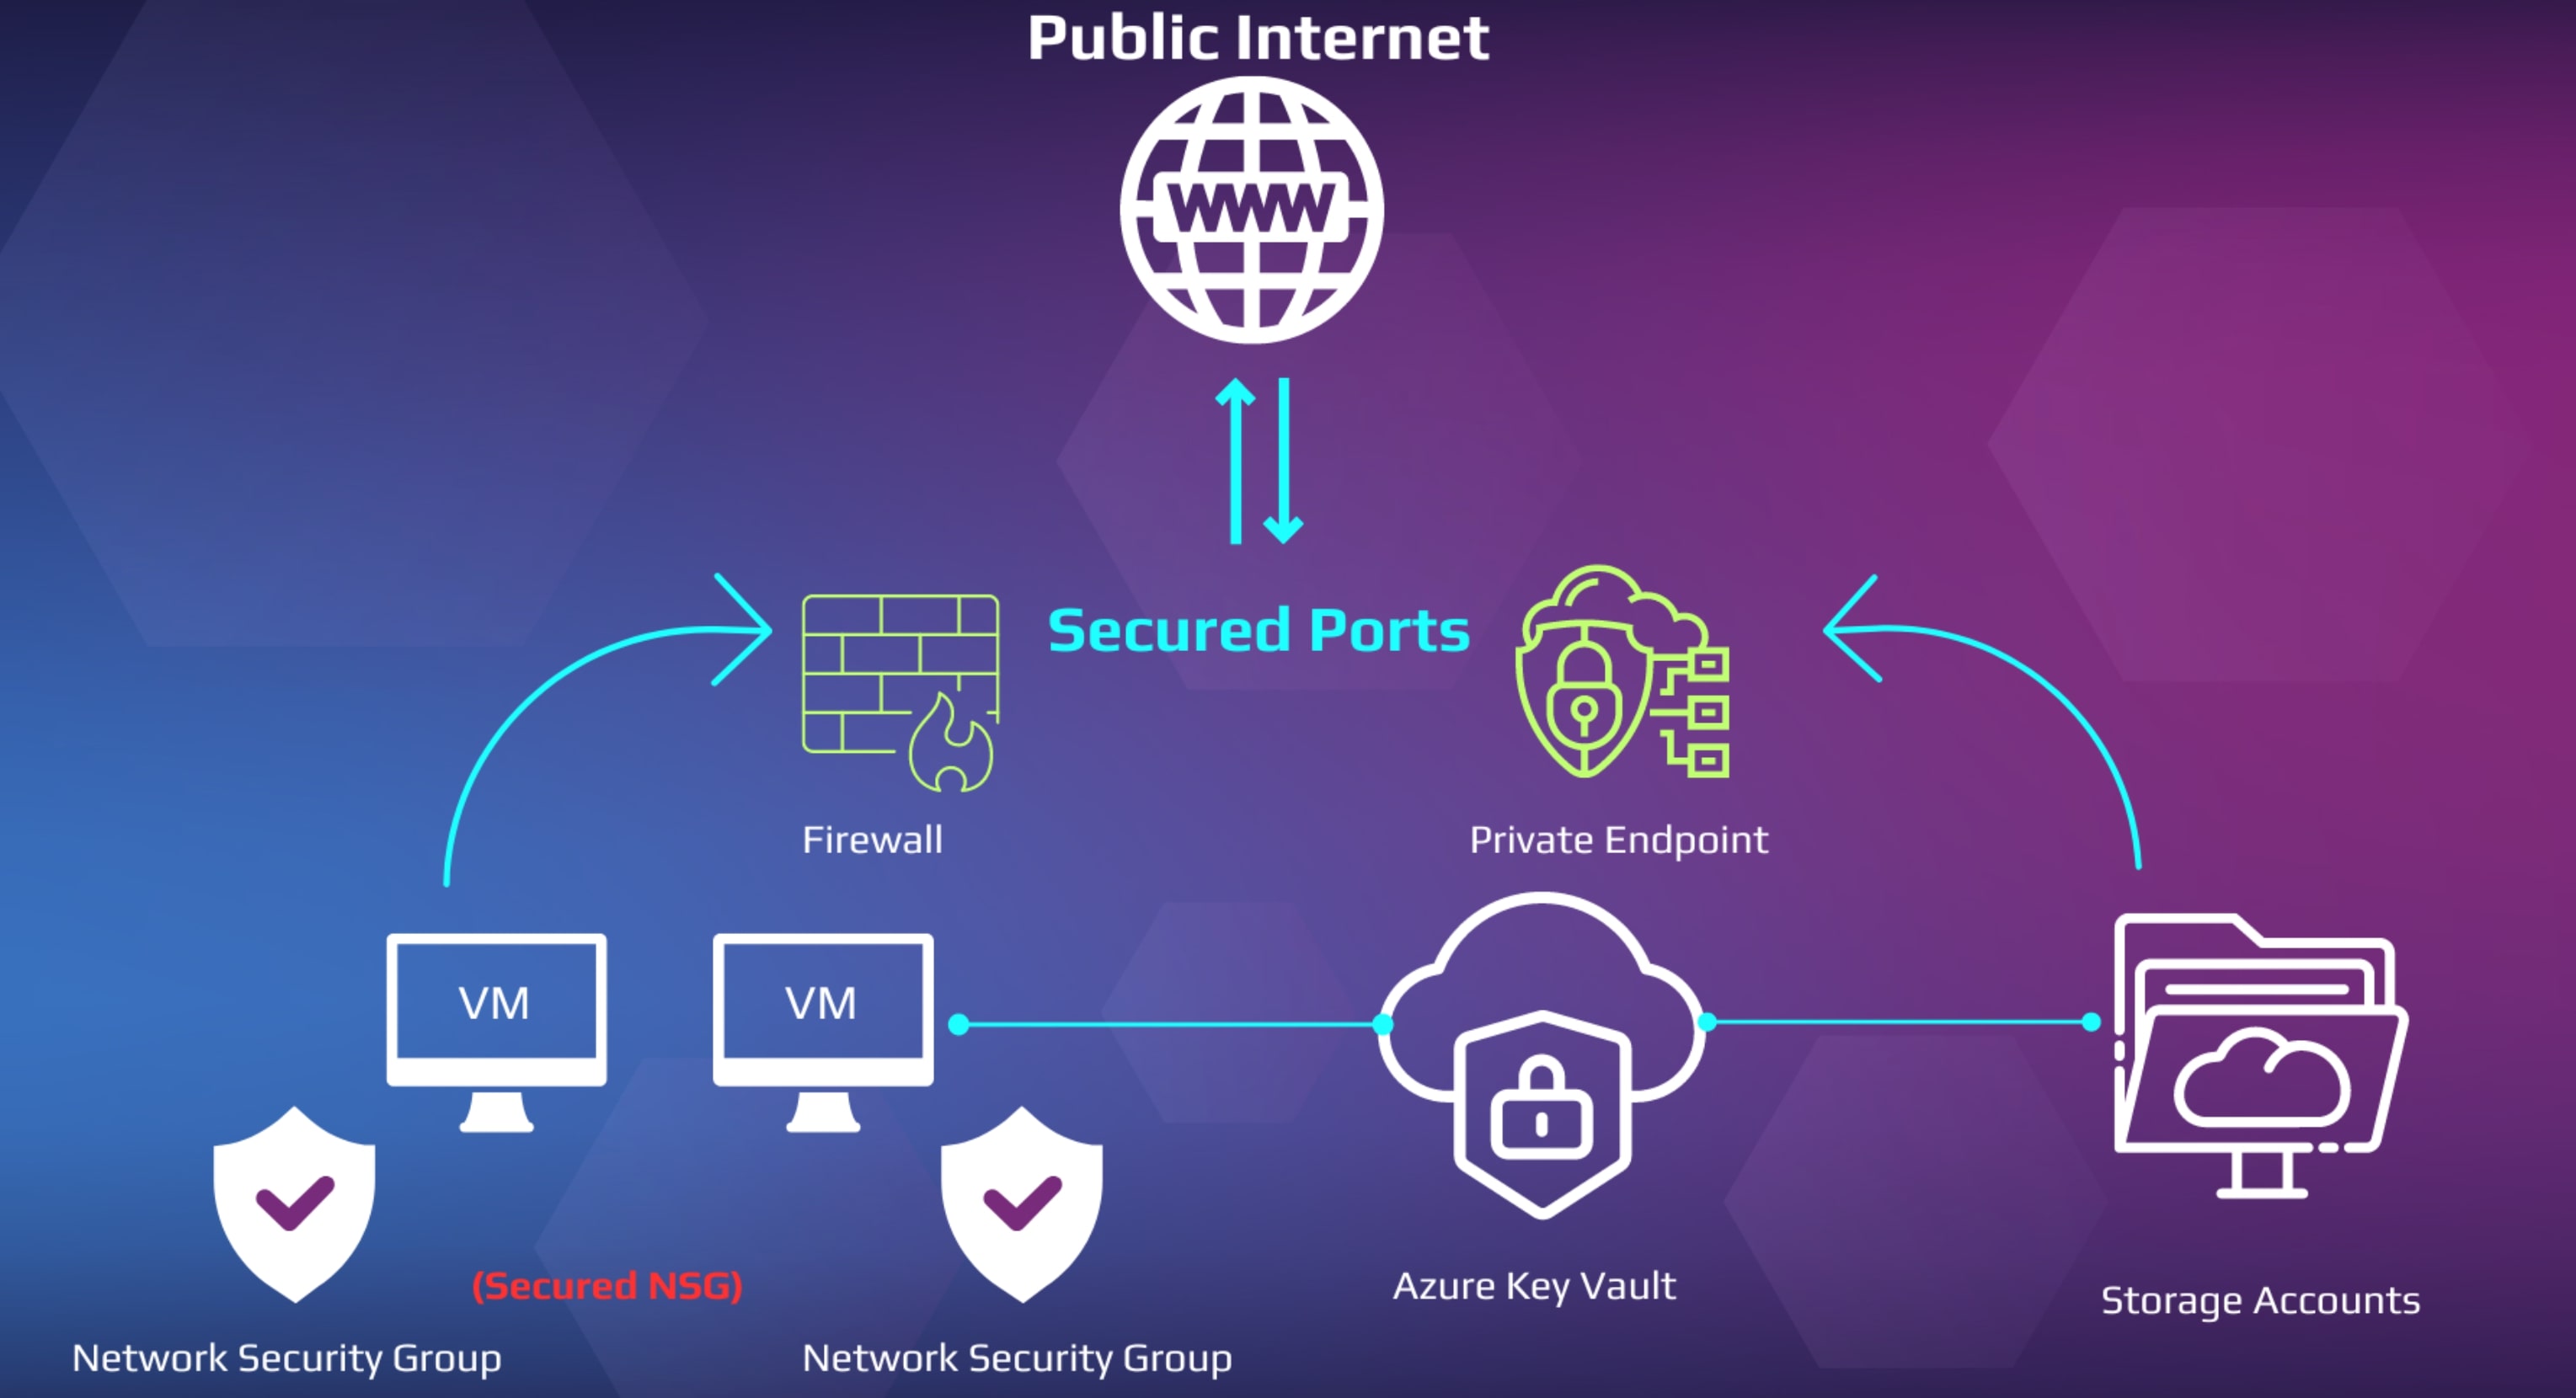 Public Internet
WWW
Secured Ports
Firewall
Private Endpoint
VM
VM
(Secured NSG)
Azure Key Vault
Storage Accounts
Network Security Group
Network Security Group